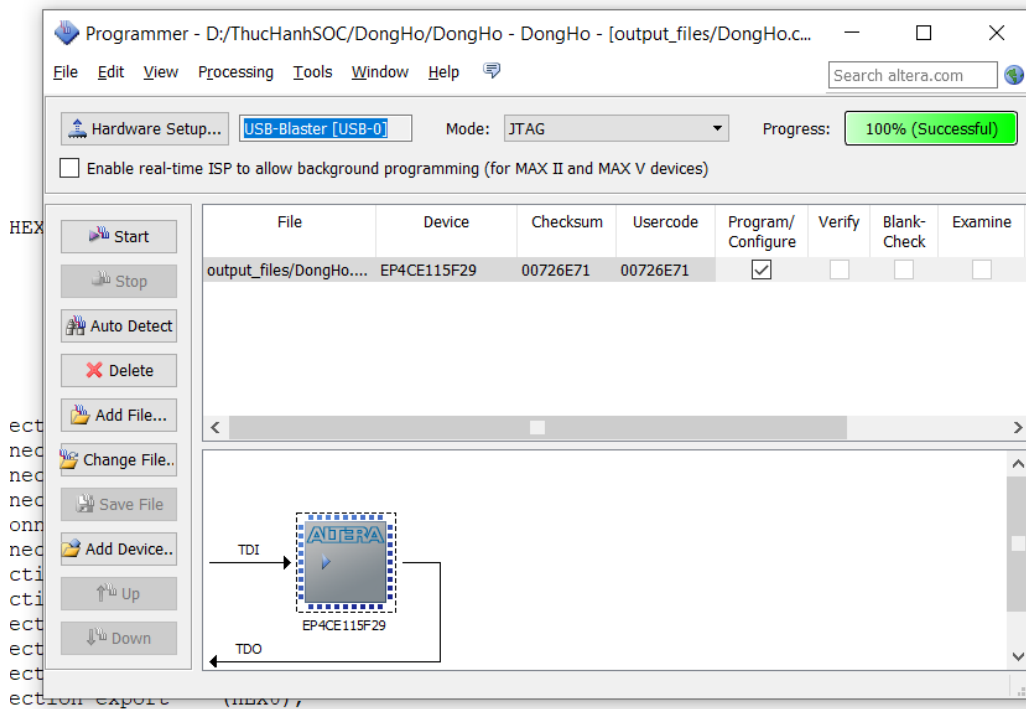 Programmer - D:/ThucHanhSOC/DongHo/DongHo - DongHo - [output_files/DongHo.c...
File Edit View Processing Tools Window Help
Search altera.com
Hardware Setup... USB-Blaster [USB-0] Mode: JTAG Progress: 100% (Successful)
Enable real-time ISP to allow background programming (for MAX II and MAX V devices)
HEX
Start
Stop
Auto Detect
Delete
Add File...
Change File..
Save File
Add Device..
Up
Down
File Device Checksum Usercode Program/ Configure Verify Blank- Check Examine
output_files/DongHo.... EP4CE115F29 00726E71 00726E71
TDI
ALTERA
EP4CE115F29
TDO
ect
nec
nec
nec
onn
nec
cti
cti
ect
ect
ect
ection export (HEX0),